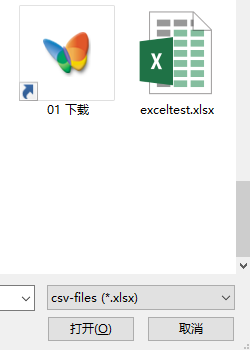 01 下载
exceltest.xlsx
X
csv-files (*.xlsx)
打开(O)
取消